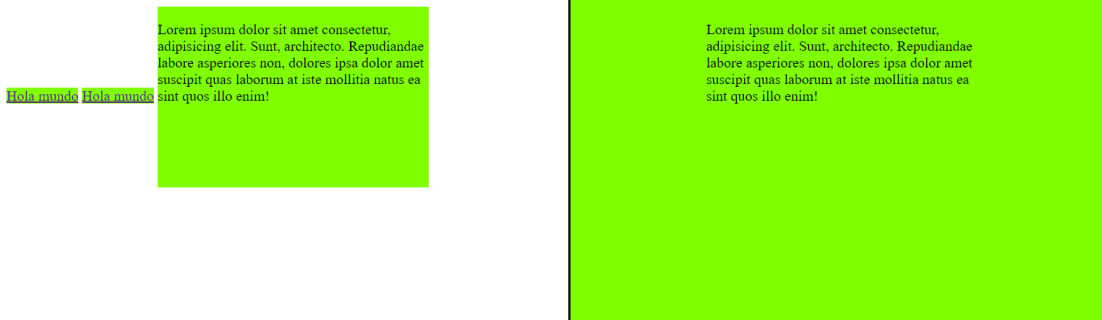 Lorem ipsum dolor sit amet consectetur,
adipisicing elit. Sunt, architecto. Repudiandae
labore asperiores non, dolores ipsa dolor amet
suscipit quas laborum at iste mollitia natus ea
Hola mundo Hola mundo sint quos illo enim!
Lorem ipsum dolor sit amet consectetur,
adipisicing elit. Sunt, architecto. Repudiandae
labore asperiores non, dolores ipsa dolor amet
suscipit quas laborum at iste mollitia natus ea
sint quos illo enim!